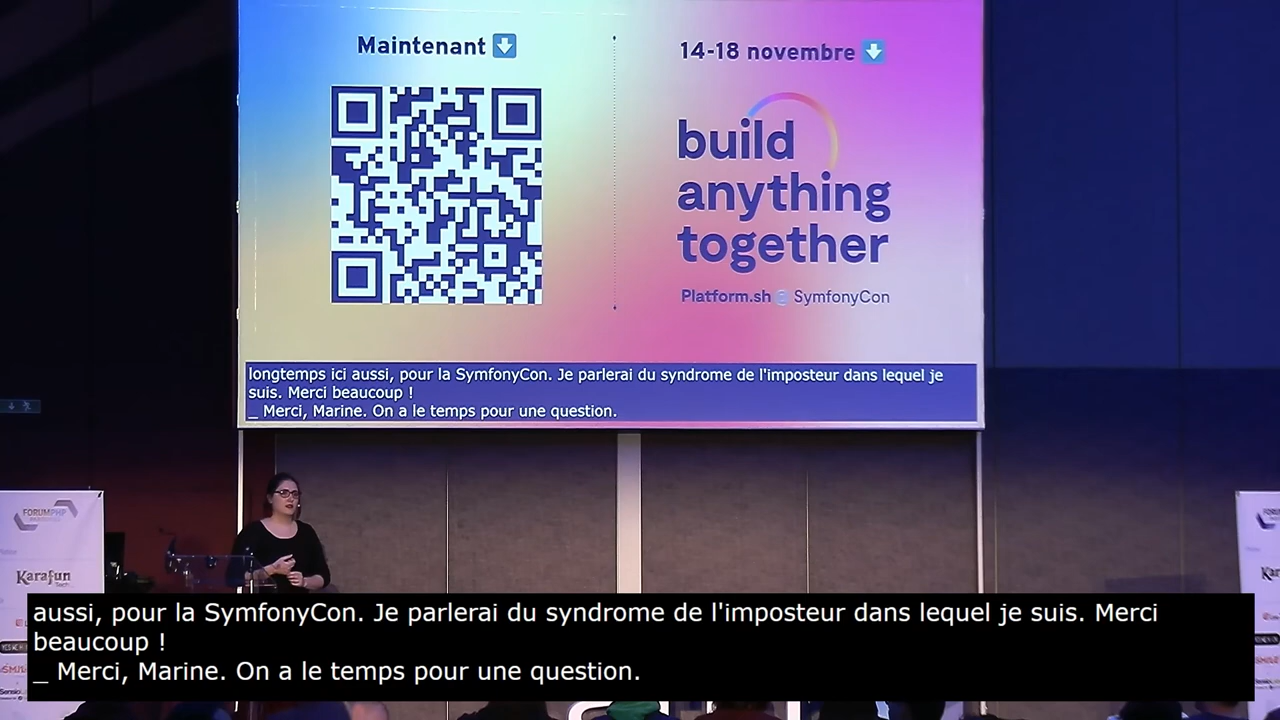 Maintenant
14-18 novembre
build
anything
together
Platform.sh @ SymfonyCon
longtemps ici aussi, pour la SymfonyCon. Je parlerai du syndrome de l'imposteur dans lequel je
suis. Merci beaucoup !
_ Merci, Marine. On a le temps pour une question.
FORUMPHP
Karafun
Tech
aussi, pour la SymfonyCon. Je parlerai du syndrome de l'imposteur dans lequel je suis. Merci
beaucoup !
_ Merci, Marine. On a le temps pour une question.